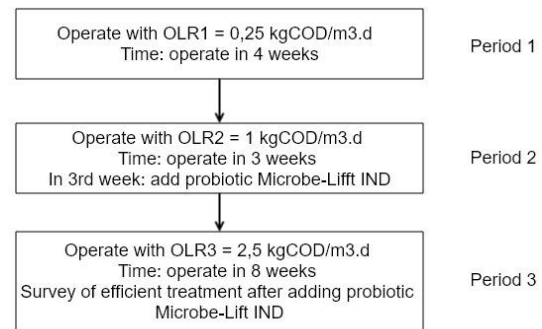 Operate with OLR1 = 0,25 kgCOD/m3.d
Time: operate in 4 weeks
Period 1
Operate with OLR2 = 1 kgCOD/m3.d
Time: operate in 3 weeks
In 3rd week: add probiotic Microbe-Lifft IND
Period 2
Operate with OLR3 = 2,5 kgCOD/m3.d
Time: operate in 8 weeks
Survey of efficient treatment after adding probiotic
Microbe-Lift IND
Period 3